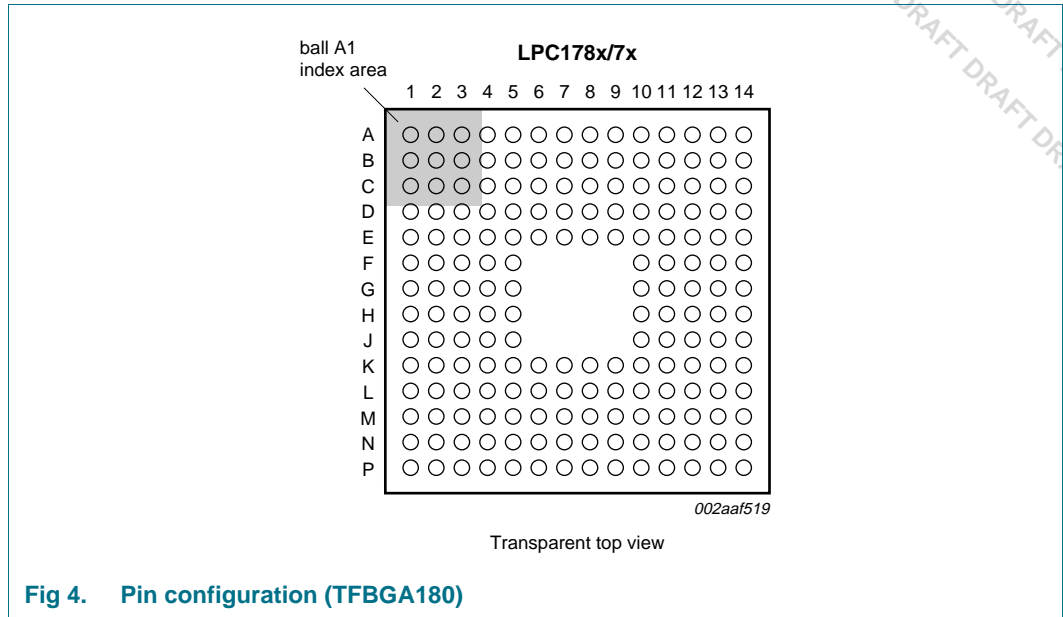 DRAFT DRAFT DRA
DRAFT
ball A1
index area
LPC178x/7x
1 2 3 4 5 6 7 8 9 10 11 12 13 14
A
B
C
D
E
F
G
H
J
K
L
M
N
P
002aaf519
Transparent top view
Fig 4. Pin configuration (TFBGA180)